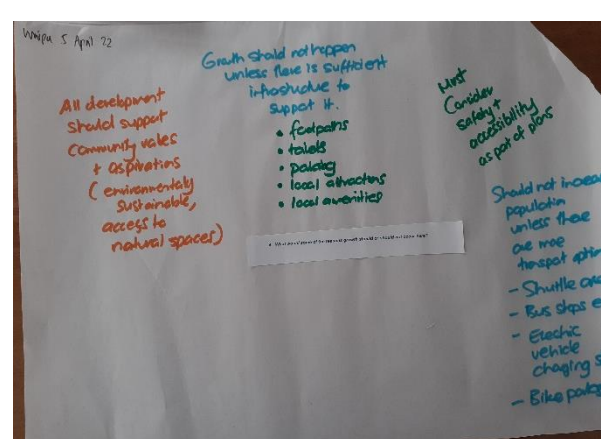 Waipu 5 April 22
Growth should not happen
unless there is sufficient
infrastructure to
support it.
• footpaths
• toilets
• parking
• local attractions
• local amenities
All development
should support
community values
+ aspirations
(environmentally
sustainable,
access to
natural spaces)
Must
Consider
safety +
accessibility
as part of plans
Should not increase
population
unless there
are more
transport
- Shuttle
- Bus stops
- Electric
vehicle
charging
- Bike